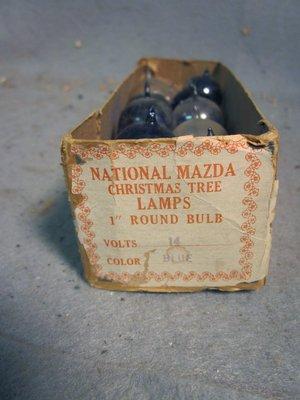 NATIONAL MAZDA
CHRISTMAS TREE
LAMPS
1" ROUND BULB
VOLTS 14
COLOR BLUE